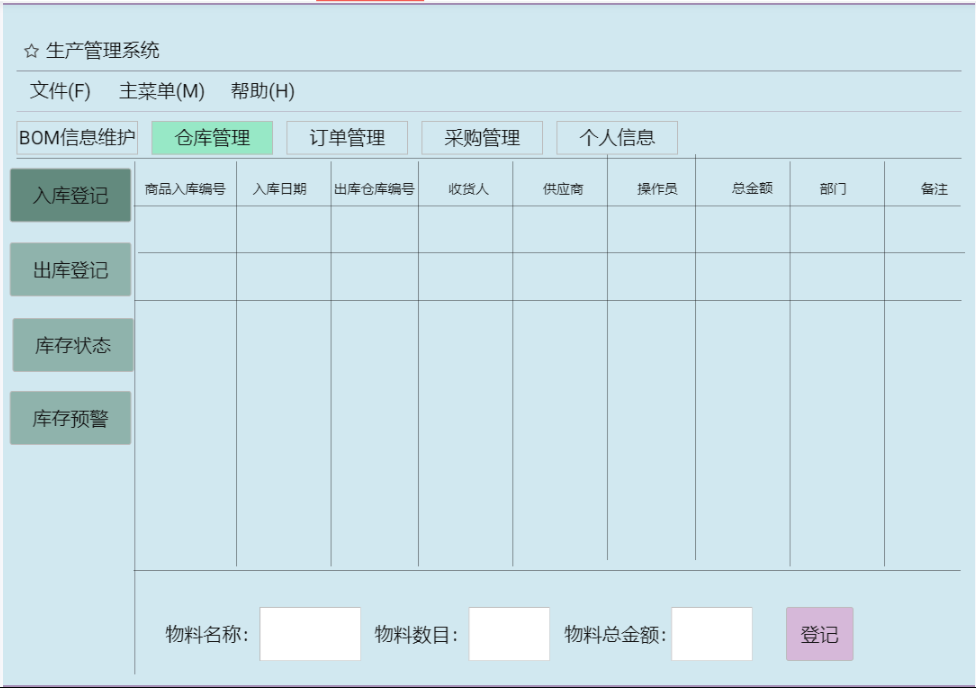 ☆ 生产管理系统
文件(F) 主菜单(M) 帮助(H)
BOM信息维护 仓库管理 订单管理 采购管理 个人信息
商品入库编号 入库日期 出库仓库编号 收货人 供应商 操作员 总金额 部门 备注
入库登记
出库登记
库存状态
库存预警
物料名称: 物料数目: 物料总金额: 登记